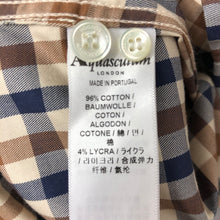 Aquascutum
LONDON
MADE IN PORTUGAL
96% COTTON /
BAUMWOLLE /
COTON /
ALGODON /
COTONE / 綿 / 면 /
棉
4% LYCRA / ライクラ
/ 라이크라 / 合成弹力
纤维 / 氨纶